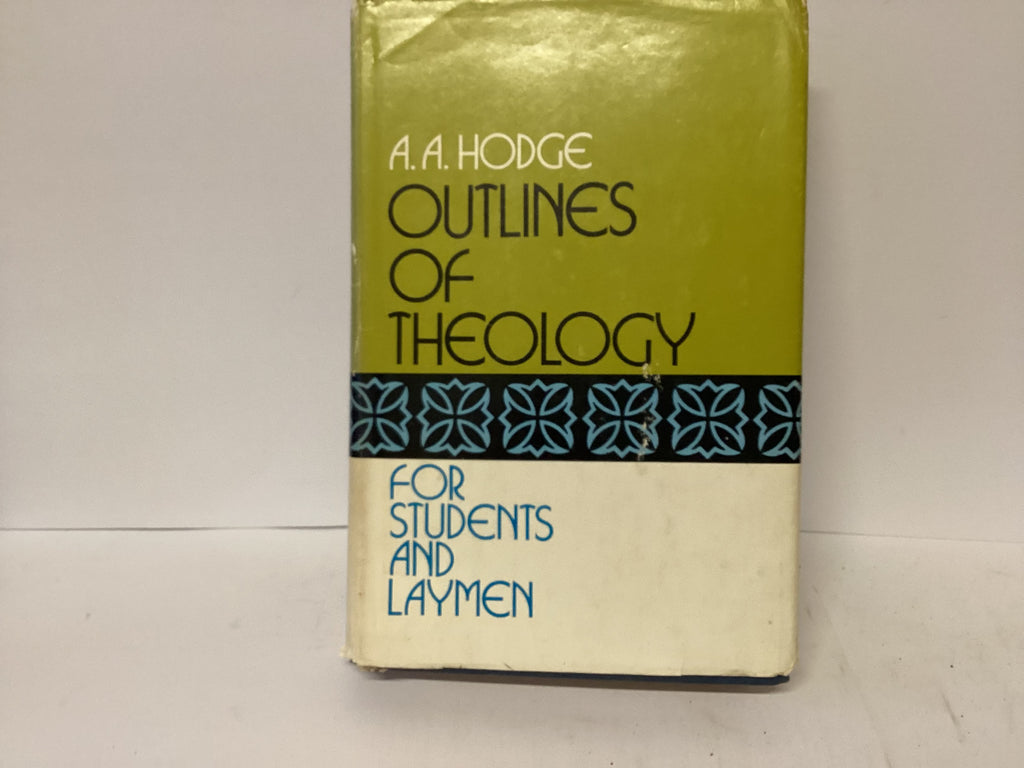 A. A. HODGE
OUTLINES
OF
THEOLOGY
FOR
STUDENTS
AND
LAYMEN